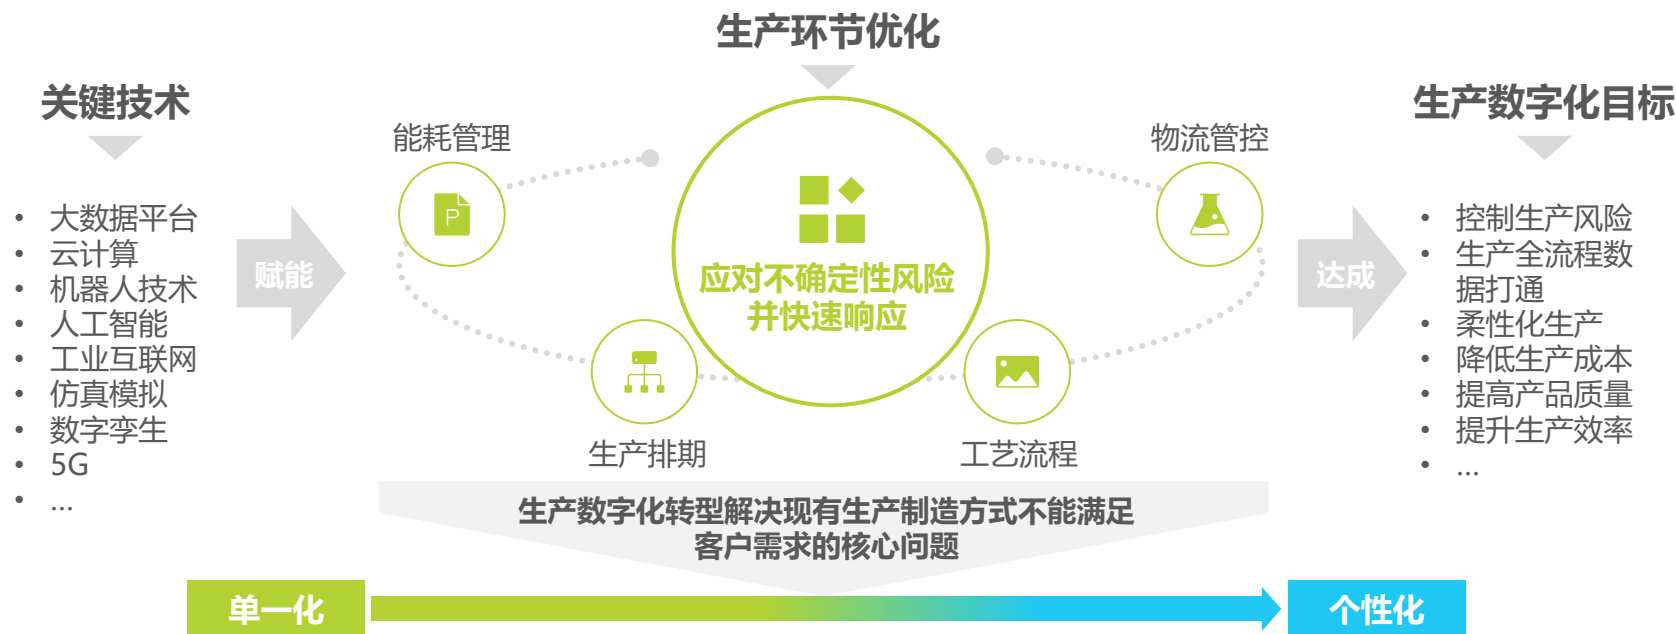 生产环节优化
关键技术
• 大数据平台
• 云计算
• 机器人技术
• 人工智能
• 工业互联网
• 仿真模拟
• 数字孪生
• 5G
• ...
赋能
能耗管理
P
生产排期
应对不确定性风险
并快速响应
物流管控
工艺流程
达成
生产数字化目标
• 控制生产风险
• 生产全流程数
据打通
• 柔性化生产
• 降低生产成本
• 提高产品质量
• 提升生产效率
• ...
生产数字化转型解决现有生产制造方式不能满足
客户需求的核心问题
单一化
个性化